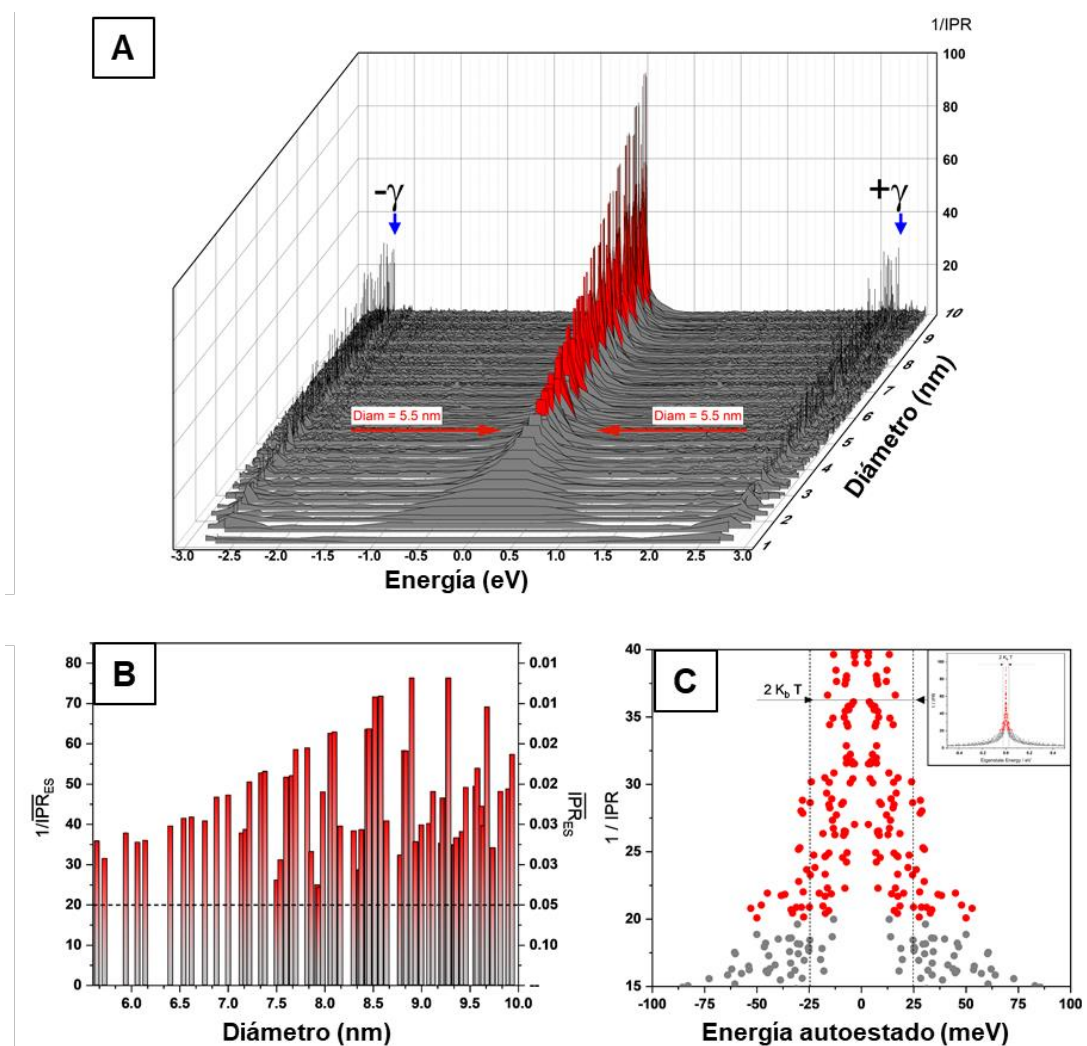 A
1/IPR
100
80
60
40
20
-γ
+γ
Diam = 5.5 nm
Diam = 5.5 nm
10
9
8
7
6
5
4
3
2
1
Diámetro (nm)
-3.0 -2.5 -2.0 -1.5 -1.0 -0.5 0.0 0.5 1.0 1.5 2.0 2.5 3.0
Energía (eV)
B
80
70
60
50
40
30
20
10
0
1/IPR_ES
0.01
0.01
0.02
0.02
0.03
0.03
0.05
0.10
--
IPR_ES
6.0 6.5 7.0 7.5 8.0 8.5 9.0 9.5 10.0
Diámetro (nm)
C
40
35
30
25
20
15
1 / IPR
2 K_b T
2 K_b T
Eigenstate Energy / eV
-100 -75 -50 -25 0 25 50 75 100
Energía autoestado (meV)